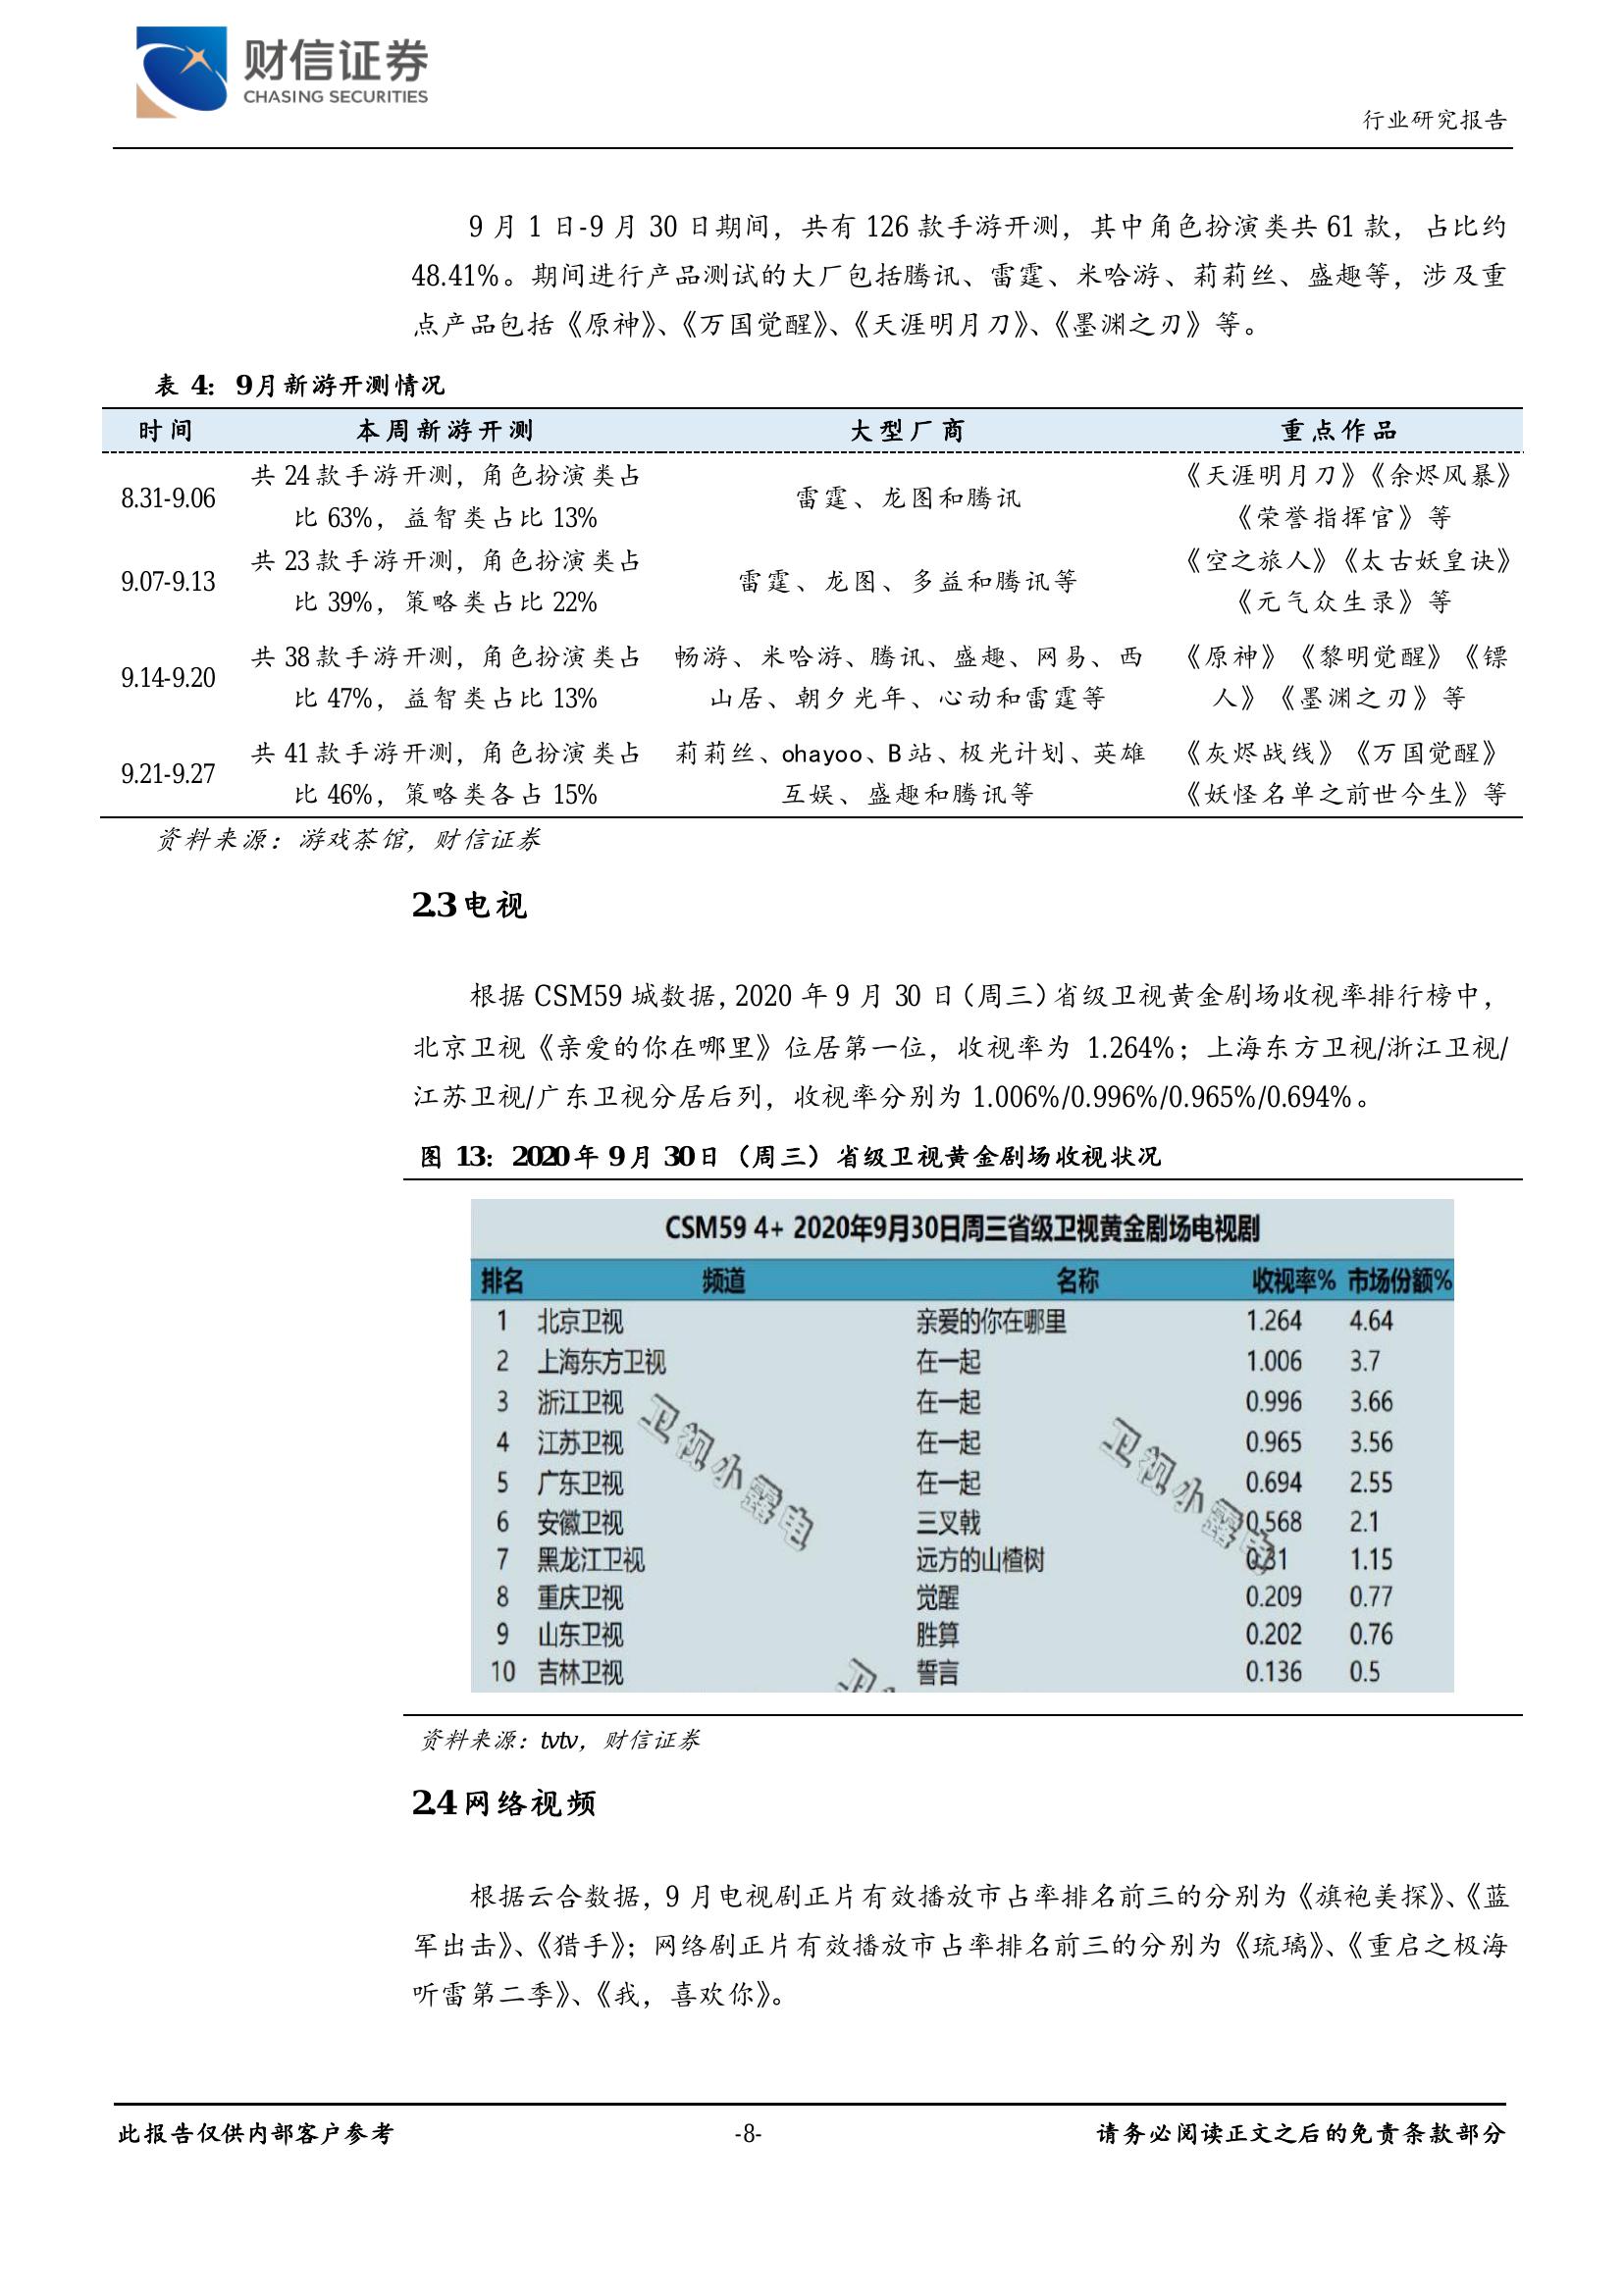 财信证券
CHASING SECURITIES
行业研究报告
9 月 1 日-9 月 30 日期间，共有 126 款手游开测，其中角色扮演类共 61 款，占比约
48.41%。期间进行产品测试的大厂包括腾讯、雷霆、米哈游、莉莉丝、盛趣等，涉及重
点产品包括《原神》、《万国觉醒》、《天涯明月刀》、《墨渊之刃》等。
表 4：9月新游开测情况
时间 本周新游开测 大型厂商 重点作品
共 24 款手游开测，角色扮演类占 《天涯明月刀》《余烬风暴》
8.31-9.06 雷霆、龙图和腾讯
比 63%，益智类占比 13% 《荣誉指挥官》等
共 23 款手游开测，角色扮演类占 《空之旅人》《太古妖皇诀》
9.07-9.13 雷霆、龙图、多益和腾讯等
比 39%，策略类占比 22% 《元气众生录》等
共 38 款手游开测，角色扮演类占 畅游、米哈游、腾讯、盛趣、网易、西 《原神》《黎明觉醒》《镖
9.14-9.20
比 47%，益智类占比 13% 山居、朝夕光年、心动和雷霆等 人》《墨渊之刃》等
共 41 款手游开测，角色扮演类占 莉莉丝、ohayoo、B 站、极光计划、英雄 《灰烬战线》《万国觉醒》
9.21-9.27
比 46%，策略类各占 15% 互娱、盛趣和腾讯等 《妖怪名单之前世今生》等
资料来源：游戏茶馆，财信证券
2.3 电视
根据 CSM59 城数据，2020 年 9 月 30 日（周三）省级卫视黄金剧场收视率排行榜中，
北京卫视《亲爱的你在哪里》位居第一位，收视率为 1.264%；上海东方卫视/浙江卫视/
江苏卫视/广东卫视分居后列，收视率分别为 1.006%/0.996%/0.965%/0.694%。
图 13：2020 年 9 月 30 日（周三）省级卫视黄金剧场收视状况
CSM59 4+ 2020年9月30日周三省级卫视黄金剧场电视剧
排名 频道 名称 收视率% 市场份额%
1 北京卫视 亲爱的你在哪里 1.264 4.64
2 上海东方卫视 在一起 1.006 3.7
3 浙江卫视 在一起 0.996 3.66
4 江苏卫视 在一起 0.965 3.56
5 广东卫视 在一起 0.694 2.55
6 安徽卫视 三叉戟 0.568 2.1
7 黑龙江卫视 远方的山楂树 0.31 1.15
8 重庆卫视 觉醒 0.209 0.77
9 山东卫视 胜算 0.202 0.76
10 吉林卫视 誓言 0.136 0.5
卫视小露电
卫视小露电
资料来源：tvtv，财信证券
2.4 网络视频
根据云合数据，9 月电视剧正片有效播放市占率排名前三的分别为《旗袍美探》、《蓝
军出击》、《猎手》；网络剧正片有效播放市占率排名前三的分别为《琉璃》、《重启之极海
听雷第二季》、《我，喜欢你》。
此报告仅供内部客户参考 -8- 请务必阅读正文之后的免责条款部分